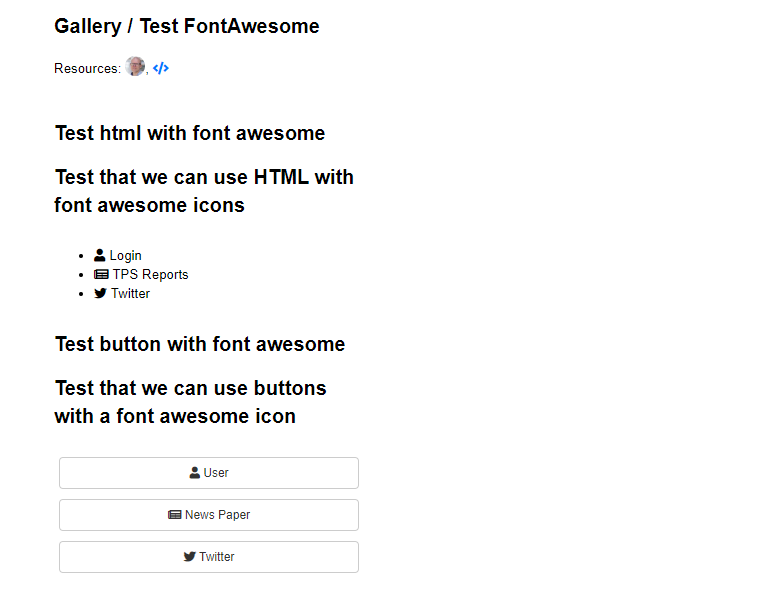 Gallery / Test FontAwesome
Resources: , </>
Test html with font awesome
Test that we can use HTML with
font awesome icons
Login
TPS Reports
Twitter
Test button with font awesome
Test that we can use buttons
with a font awesome icon
User
News Paper
Twitter